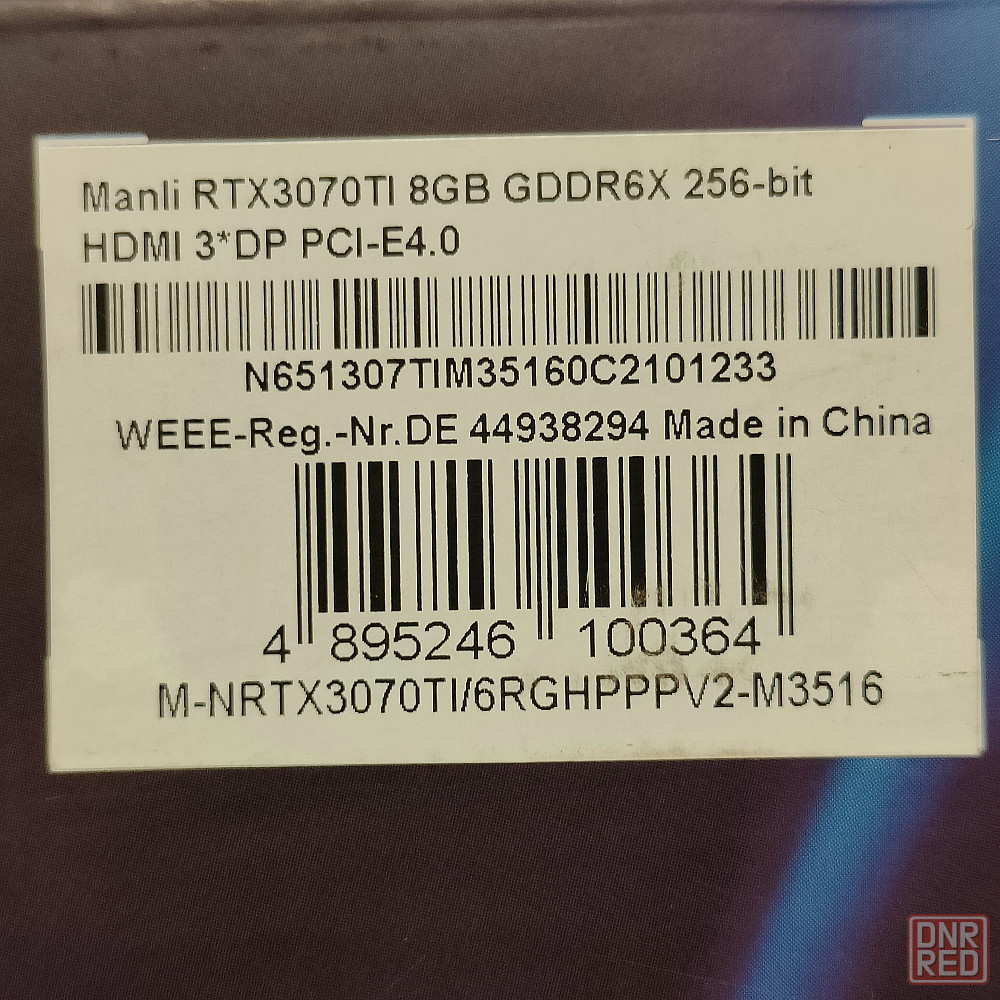 Manli RTX3070TI 8GB GDDR6X 256-bit
HDMI 3*DP PCI-E4.0
N651307TIM35160C2101233
WEEE-Reg.-Nr.DE 44938294 Made in China
4 895246 100364
M-NRTX3070TI/6RGHPPPV2-M3516
DNR
RED